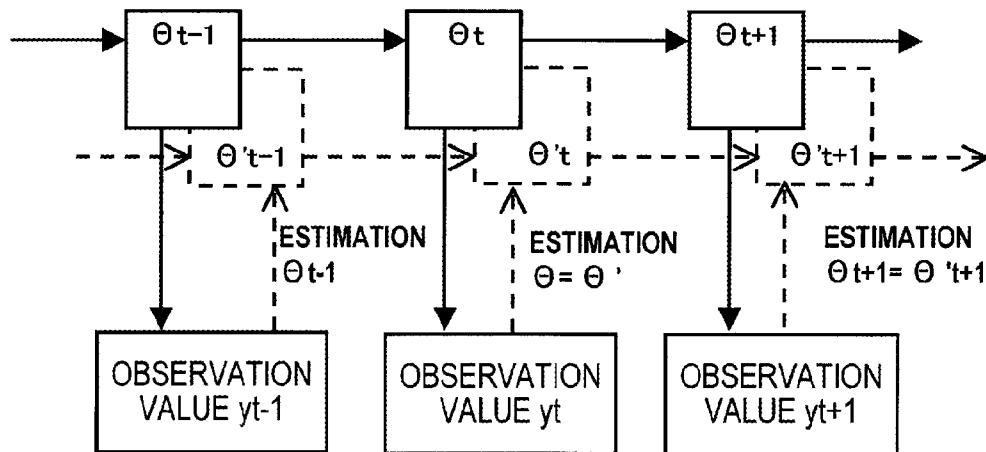 Θt-1
Θt
Θt+1
Θ't-1
Θ't
Θ't+1
ESTIMATION
Θt-1
ESTIMATION
Θ= Θ'
ESTIMATION
Θt+1= Θ't+1
OBSERVATION
VALUE yt-1
OBSERVATION
VALUE yt
OBSERVATION
VALUE yt+1